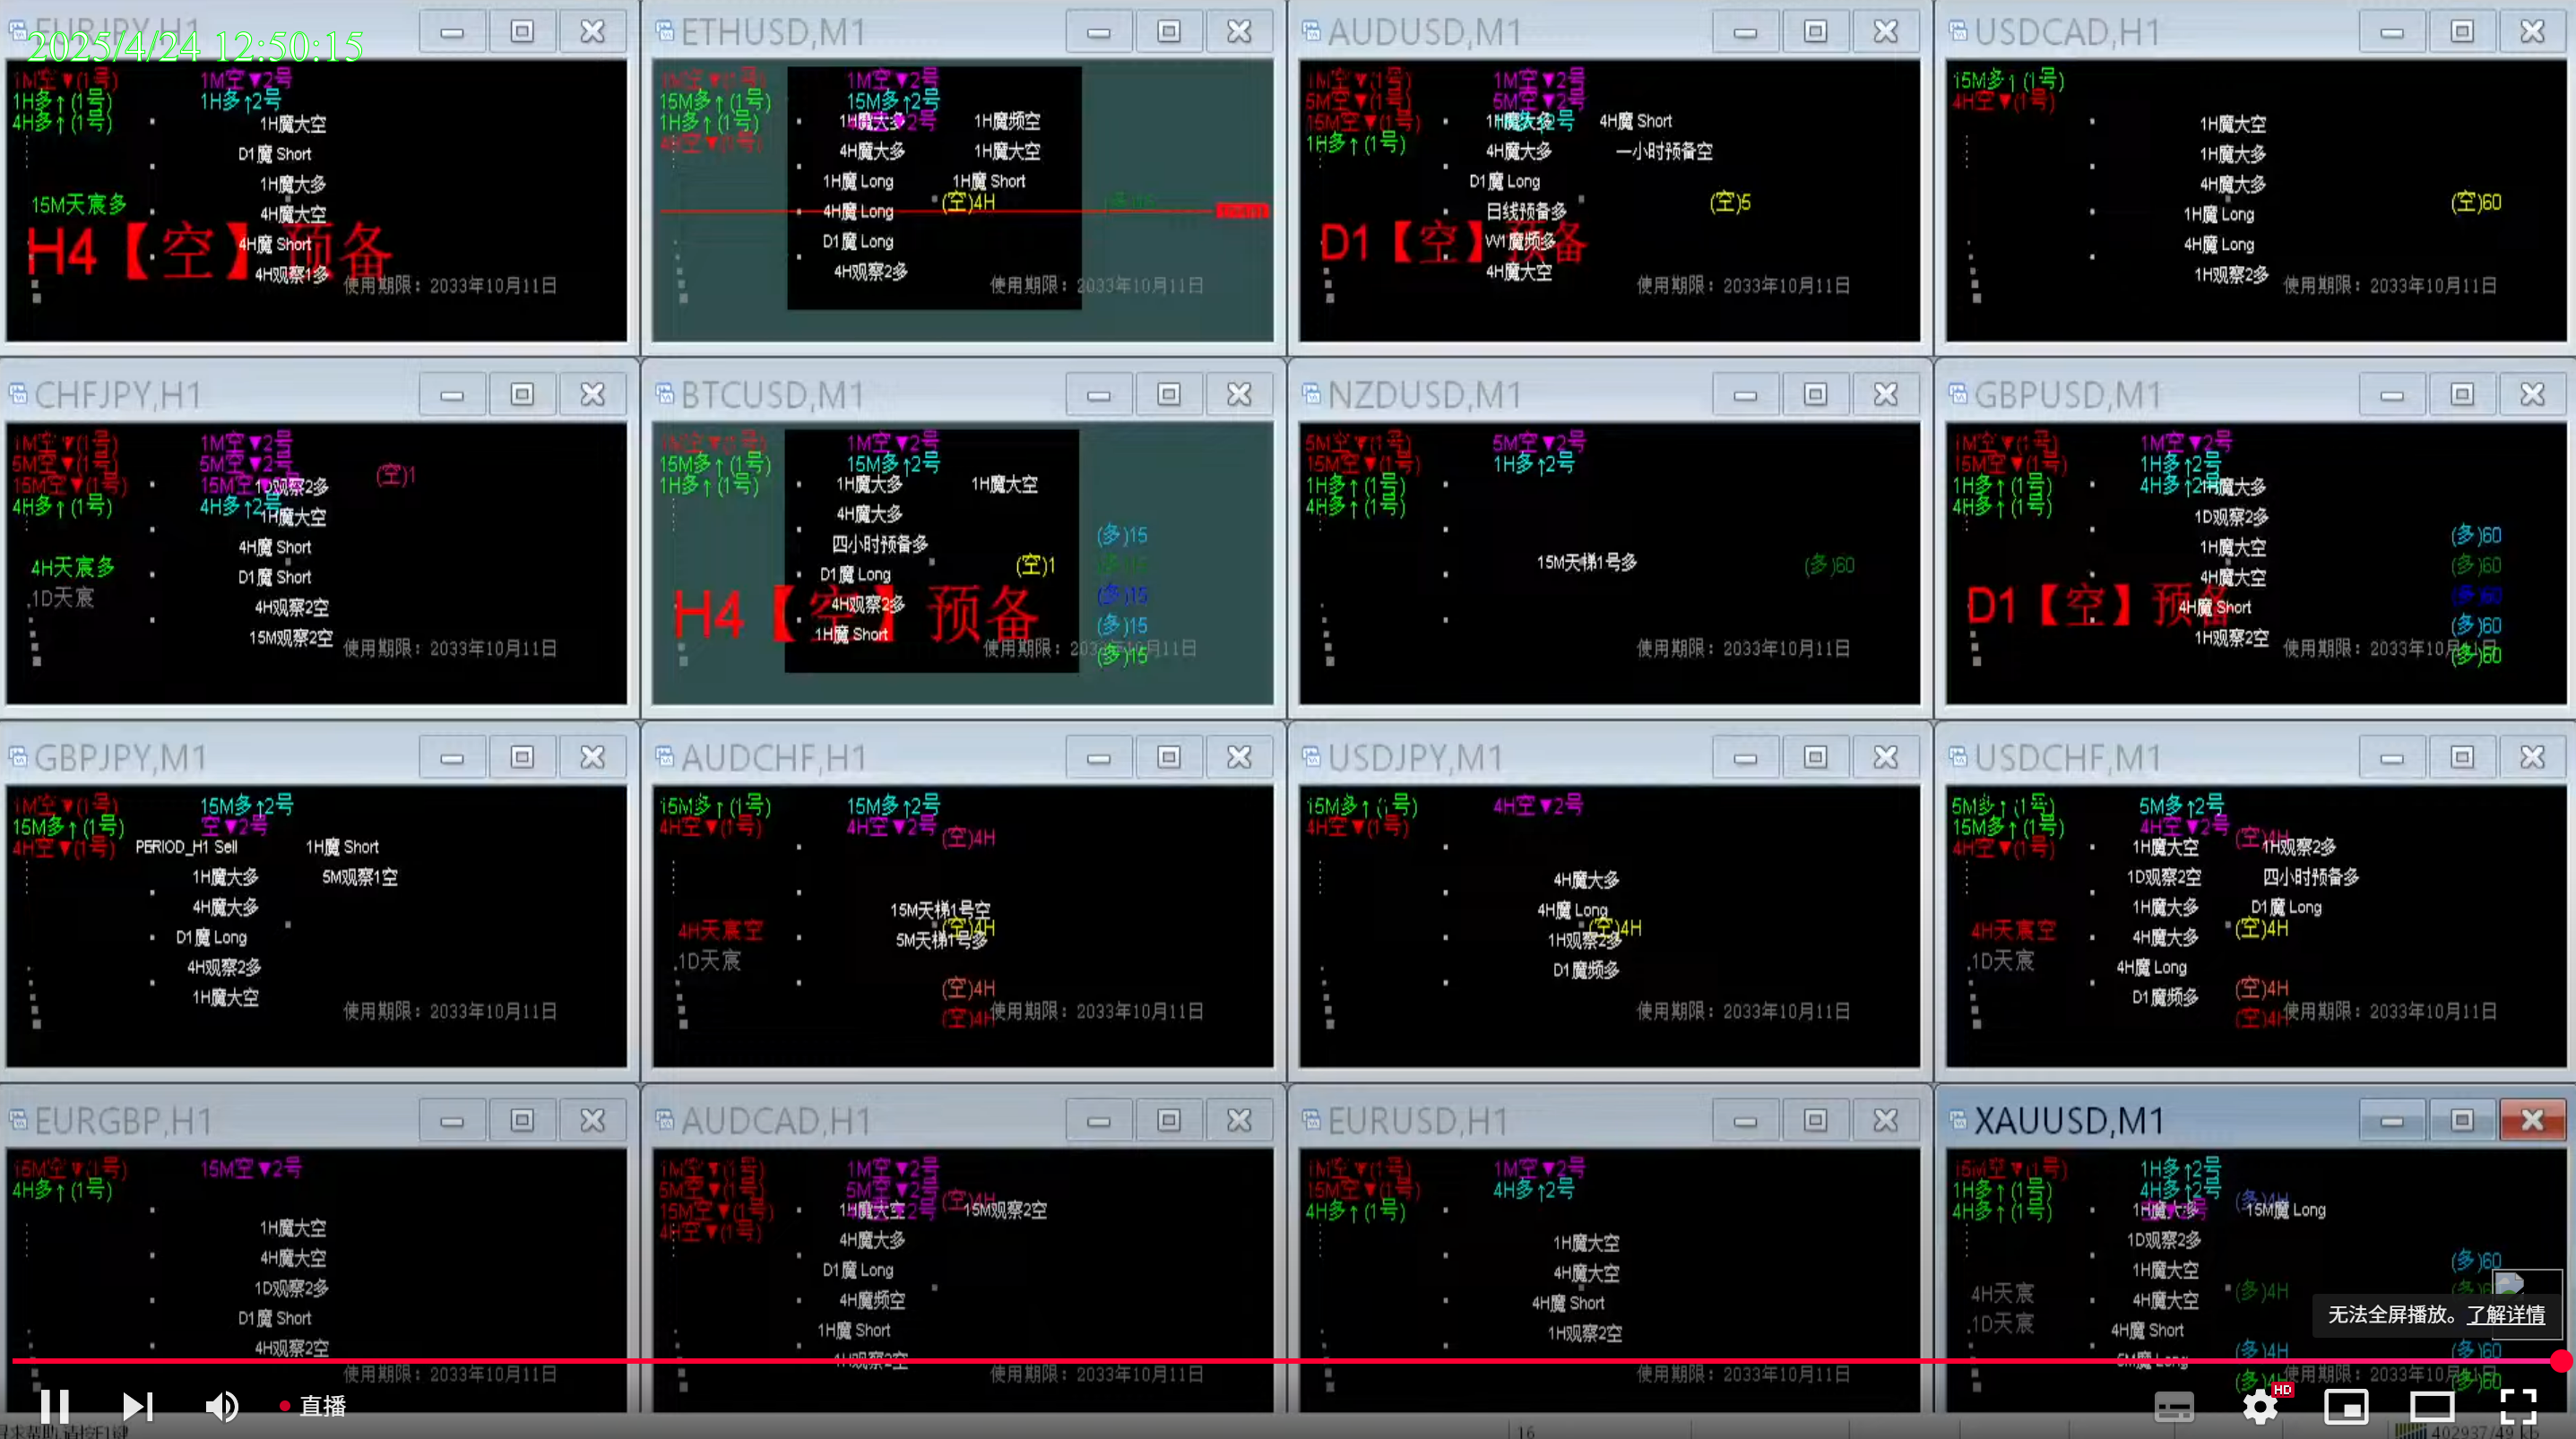 EURJPY,H1
2025/4/24 12:50:15
1M空▼(1号) 1M空▼2号
1H多↑(1号) 1H多↑2号
4H多↑(1号) 1H魔大空
D1魔 Short
1H魔大多
15M天宸多 4H魔大空
H4【空】预备 4H魔 Short
4H观察1多
使用期限：2033年10月11日
ETHUSD,M1
1M空▼(1号) 1M空▼2号
15M多↑(1号) 15M多↑2号
1H多↑(1号) 1H魔大多 1H魔频空
4H空▼(1号) 4H魔大多 1H魔大空
1H魔 Long 1H魔 Short
(空)4H
4H魔 Long
D1魔 Long
4H观察2多
使用期限：2033年10月11日
AUDUSD,M1
1M空▼(1号) 1M空▼2号
5M空▼(1号) 5M空▼2号
15M空▼(1号) 1H魔大多 4H魔 Short
1H多↑(1号) 4H魔大多 一小时预备空
D1魔 Long
日线预备多 (空)5
D1【空】预备 W1魔频多
4H魔大空
使用期限：2033年10月11日
USDCAD,H1
15M多↑(1号)
4H空▼(1号)
1H魔大空
1H魔大多
4H魔大多
1H魔 Long (空)60
4H魔 Long
1H观察2多
使用期限：2033年10月11日
CHFJPY,H1
1M空▼(1号) 1M空▼2号
5M空▼(1号) 5M空▼2号 (空)1
15M空▼(1号) 15M空▼ 1D观察2多
4H多↑(1号) 4H多↑2号
1H魔大空
4H魔 Short
4H天宸多 D1魔 Short
.1D天宸 4H观察2空
15M观察2空
使用期限：2033年10月11日
BTCUSD,M1
1M空▼(1号) 1M空▼2号
15M多↑(1号) 15M多↑2号
1H多↑(1号) 1H魔大多 1H魔大空
4H魔大多
四小时预备多 (多)15
D1魔 Long (空)1 (多)15
4H观察2多 (多)15
H4【空】预备 (多)15
1H魔 Short
使用期限：2033年10月11日
(多)15
NZDUSD,M1
5M空▼(1号) 5M空▼2号
15M空▼(1号) 1H多↑2号
1H多↑(1号)
4H多↑(1号)
15M天梯1号多 (多)60
使用期限：2033年10月11日
GBPUSD,M1
1M空▼(1号) 1M空▼2号
15M空▼(1号) 1H多↑2号
1H多↑(1号) 4H多↑2号 1H魔大多
4H多↑(1号) 1D观察2多
1H魔大空 (多)60
4H魔大空 (多)60
D1【空】预备 4H魔 Short (多)60
1H观察2空 (多)60
使用期限：2033年10月11日
(多)60
GBPJPY,M1
1M空▼(1号) 15M多↑2号
15M多↑(1号) 空▼2号
4H空▼(1号) PERIOD_H1 Sell 1H魔 Short
1H魔大多 5M观察1空
4H魔大多
D1魔 Long
4H观察2多
1H魔大空
使用期限：2033年10月11日
AUDCHF,H1
15M多↑(1号) 15M多↑2号
4H空▼(1号) 4H空▼2号 (空)4H
15M天梯1号空
4H天宸空 (空)4H
5M天梯1号多
.1D天宸
(空)4H
(空)4H
使用期限：2033年10月11日
USDJPY,M1
15M多↑(1号) 4H空▼2号
4H空▼(1号)
4H魔大多
4H魔 Long
(空)4H
1H观察2多
D1魔频多
使用期限：2033年10月11日
USDCHF,M1
5M多↑(1号) 5M多↑2号
15M多↑(1号) 4H空▼2号 (空)4H
4H空▼(1号) 1H魔大空 1H观察2多
1D观察2空 四小时预备多
1H魔大多 D1魔 Long
4H天宸空 4H魔大多 (空)4H
.1D天宸 4H魔 Long
D1魔频多 (空)4H
(空)4H
使用期限：2033年10月11日
EURGBP,H1
15M空▼(1号) 15M空▼2号
4H多↑(1号)
1H魔大空
4H魔大空
1D观察2多
D1魔 Short
4H观察2空
使用期限：2033年10月11日
AUDCAD,H1
1M空▼(1号) 1M空▼2号
5M空▼(1号) 5M空▼2号 (空)4H
15M空▼(1号) 1H魔大空 15M观察2空
4H空▼(1号) 4H魔大多
D1魔 Long
4H魔频空
1H魔 Short
1H观察2空
使用期限：2033年10月11日
EURUSD,H1
1M空▼(1号) 1M空▼2号
15M空▼(1号) 4H多↑2号
4H多↑(1号)
1H魔大空
4H魔大空
4H魔 Short
1H观察2空
使用期限：2033年10月11日
XAUUSD,M1
15M空▼(1号) 1H多↑2号
1H多↑(1号) 4H多↑2号 (多)4H
4H多↑(1号) 1H魔大多 15M魔 Long
1D观察2多
1H魔大空 (多)60
4H天宸 4H魔大空 (多)4H
.1D天宸 4H魔 Short
无法全屏播放。了解详情
5M魔 Long (多)4H (多)60
使用期限：2033年10月11日
(多)4H (多)60
直播
HD
16